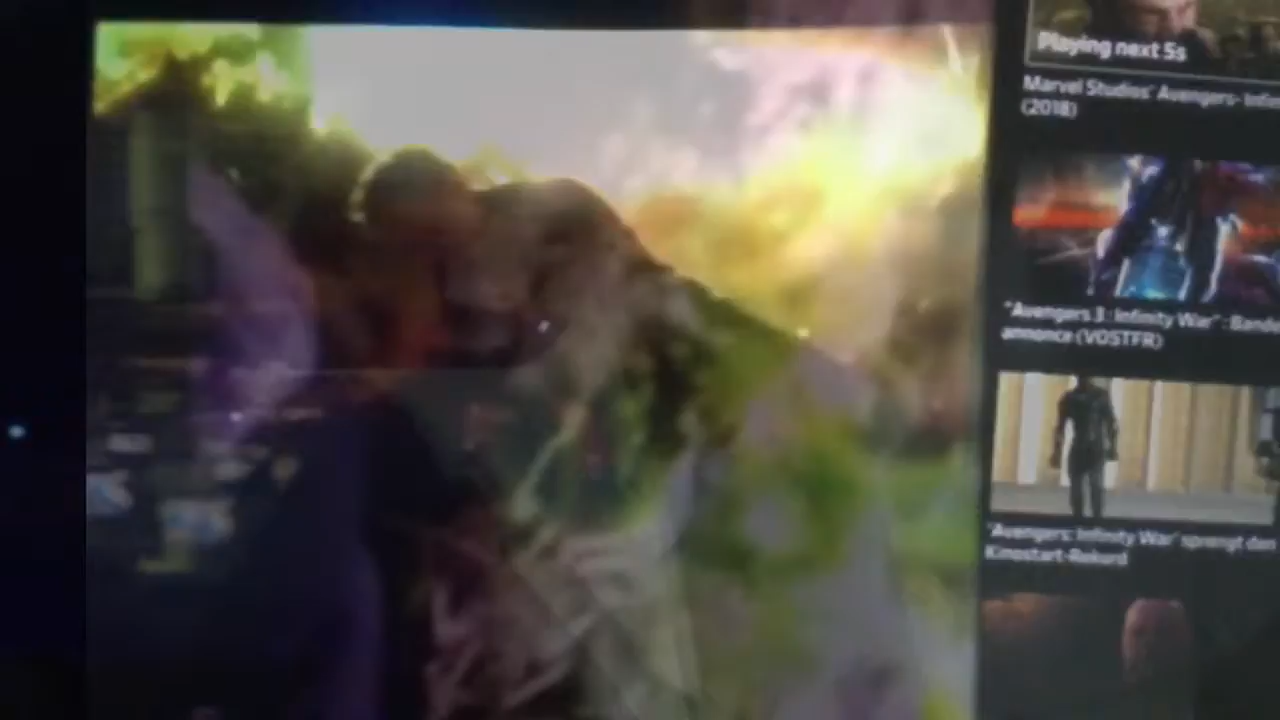 Playing next 5s
Marvel Studios' Avengers- Infin
(2018)
"Avengers 3 : Infinity War" : Bande
annonce (VOSTFR)
'Avengers: Infinity War' sprengt den
Kinostart-Rekord